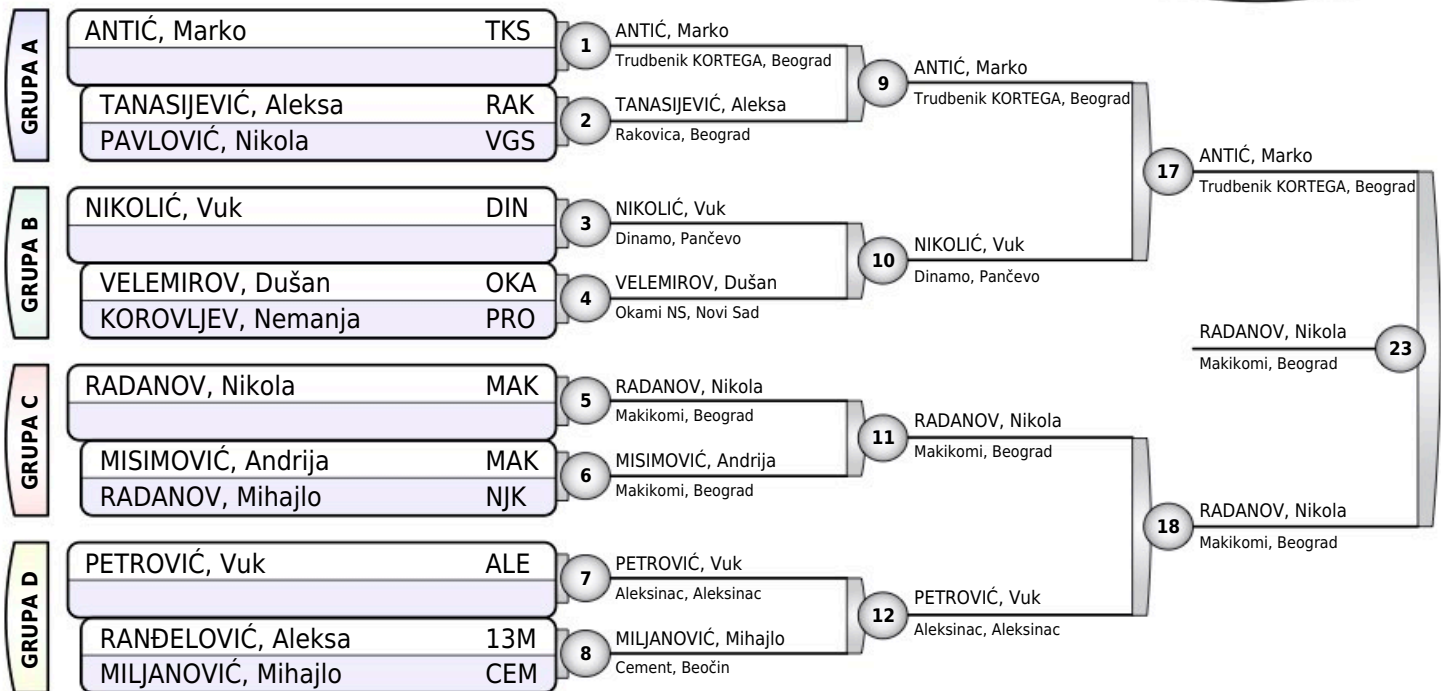 GRUPA A
ANTIĆ, Marko TKS
TANASIJEVIĆ, Aleksa RAK
PAVLOVIĆ, Nikola VGS
GRUPA B
NIKOLIĆ, Vuk DIN
VELEMIROV, Dušan OKA
KOROVLJEV, Nemanja PRO
GRUPA C
RADANOV, Nikola MAK
MISIMOVIĆ, Andrija MAK
RADANOV, Mihajlo NJK
GRUPA D
PETROVIĆ, Vuk ALE
RANĐELOVIĆ, Aleksa 13M
MILJANOVIĆ, Mihajlo CEM
1
ANTIĆ, Marko
Trudbenik KORTEGA, Beograd
2
TANASIJEVIĆ, Aleksa
Rakovica, Beograd
3
NIKOLIĆ, Vuk
Dinamo, Pančevo
4
VELEMIROV, Dušan
Okami NS, Novi Sad
5
RADANOV, Nikola
Makikomi, Beograd
6
MISIMOVIĆ, Andrija
Makikomi, Beograd
7
PETROVIĆ, Vuk
Aleksinac, Aleksinac
8
MILJANOVIĆ, Mihajlo
Cement, Beočin
9
ANTIĆ, Marko
Trudbenik KORTEGA, Beograd
10
NIKOLIĆ, Vuk
Dinamo, Pančevo
11
RADANOV, Nikola
Makikomi, Beograd
12
PETROVIĆ, Vuk
Aleksinac, Aleksinac
17
ANTIĆ, Marko
Trudbenik KORTEGA, Beograd
18
RADANOV, Nikola
Makikomi, Beograd
RADANOV, Nikola
Makikomi, Beograd
23